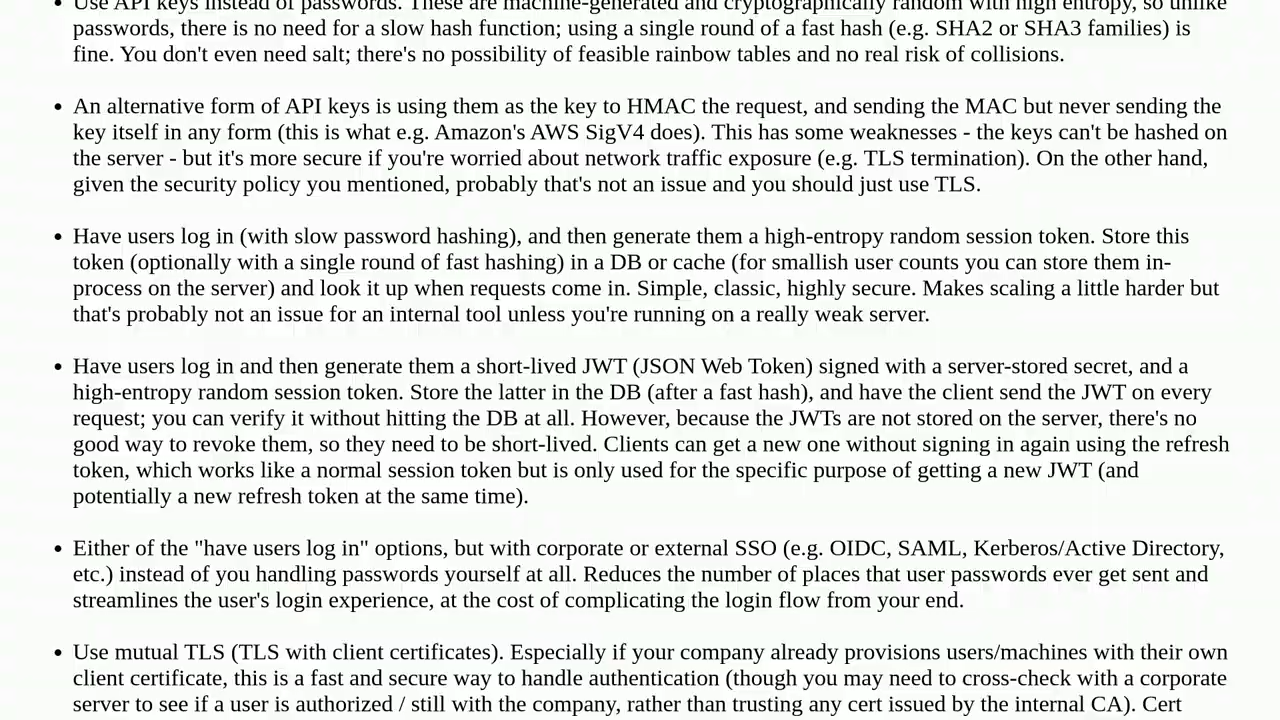 • Use API keys instead of passwords. These are machine-generated and cryptographically random with high entropy, so unlike
passwords, there is no need for a slow hash function; using a single round of a fast hash (e.g. SHA2 or SHA3 families) is
fine. You don't even need salt; there's no possibility of feasible rainbow tables and no real risk of collisions.
• An alternative form of API keys is using them as the key to HMAC the request, and sending the MAC but never sending the
key itself in any form (this is what e.g. Amazon's AWS SigV4 does). This has some weaknesses - the keys can't be hashed on
the server - but it's more secure if you're worried about network traffic exposure (e.g. TLS termination). On the other hand,
given the security policy you mentioned, probably that's not an issue and you should just use TLS.
• Have users log in (with slow password hashing), and then generate them a high-entropy random session token. Store this
token (optionally with a single round of fast hashing) in a DB or cache (for smallish user counts you can store them in-
process on the server) and look it up when requests come in. Simple, classic, highly secure. Makes scaling a little harder but
that's probably not an issue for an internal tool unless you're running on a really weak server.
• Have users log in and then generate them a short-lived JWT (JSON Web Token) signed with a server-stored secret, and a
high-entropy random session token. Store the latter in the DB (after a fast hash), and have the client send the JWT on every
request; you can verify it without hitting the DB at all. However, because the JWTs are not stored on the server, there's no
good way to revoke them, so they need to be short-lived. Clients can get a new one without signing in again using the refresh
token, which works like a normal session token but is only used for the specific purpose of getting a new JWT (and
potentially a new refresh token at the same time).
• Either of the "have users log in" options, but with corporate or external SSO (e.g. OIDC, SAML, Kerberos/Active Directory,
etc.) instead of you handling passwords yourself at all. Reduces the number of places that user passwords ever get sent and
streamlines the user's login experience, at the cost of complicating the login flow from your end.
• Use mutual TLS (TLS with client certificates). Especially if your company already provisions users/machines with their own
client certificate, this is a fast and secure way to handle authentication (though you may need to cross-check with a corporate
server to see if a user is authorized / still with the company, rather than trusting any cert issued by the internal CA). Cert